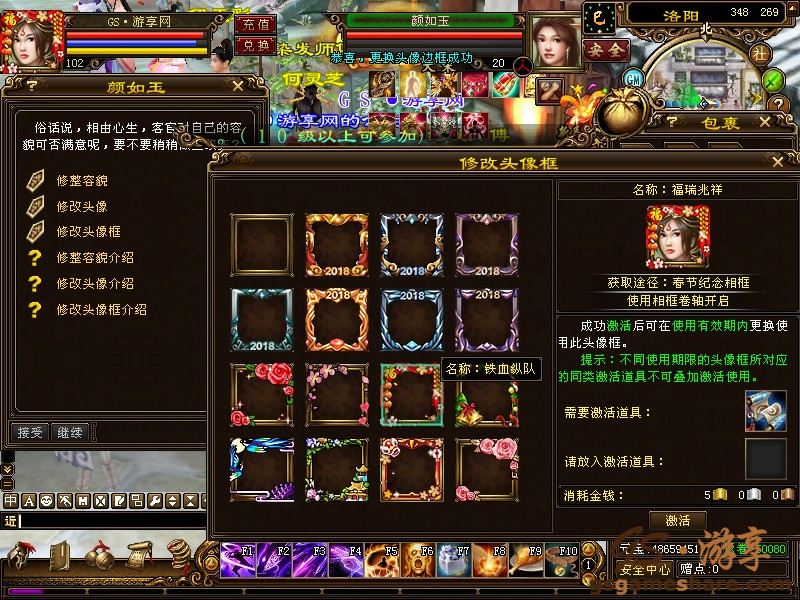 GS·游享网
充值
兑换
102
颜如玉
恭喜，更换头像边框成功
20
安全
洛阳
348 269
北
社
GM
何灵芝
包裹
颜如玉
俗话说，相由心生，客官对自己的容
貌可否满意呢，要不要稍稍
修整容貌
修改头像
修改头像框
修整容貌介绍
修改头像介绍
修改头像框介绍
接受
继续
修改头像框
2018
2018
2018
2018
2018
2018
2018
名称：铁血纵队
名称：福瑞兆祥
获取途径：春节纪念相框
使用相框卷轴开启
成功激活后可在使用有效期内更换使
用此头像框。
提示：不同使用期限的头像框所对应
的同类激活道具不可叠加激活使用。
需要激活道具：
请放入激活道具：
消耗金钱： 5 0 0
激活
中
近
F1 F2 F3 F4 F5 F6 F7 F8 F9 F10
1
安全中心
赠点:0